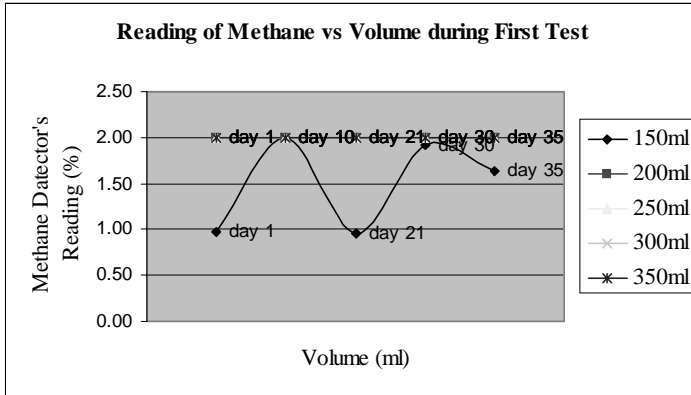 Reading of Methane vs Volume during First Test
Methane Datector's
Reading (%)
2.50
2.00
1.50
1.00
0.50
0.00
day 1
day 10
day 21
day 30
day 35
day 30
day 35
day 1
day 21
Volume (ml)
150ml
200ml
250ml
300ml
350ml